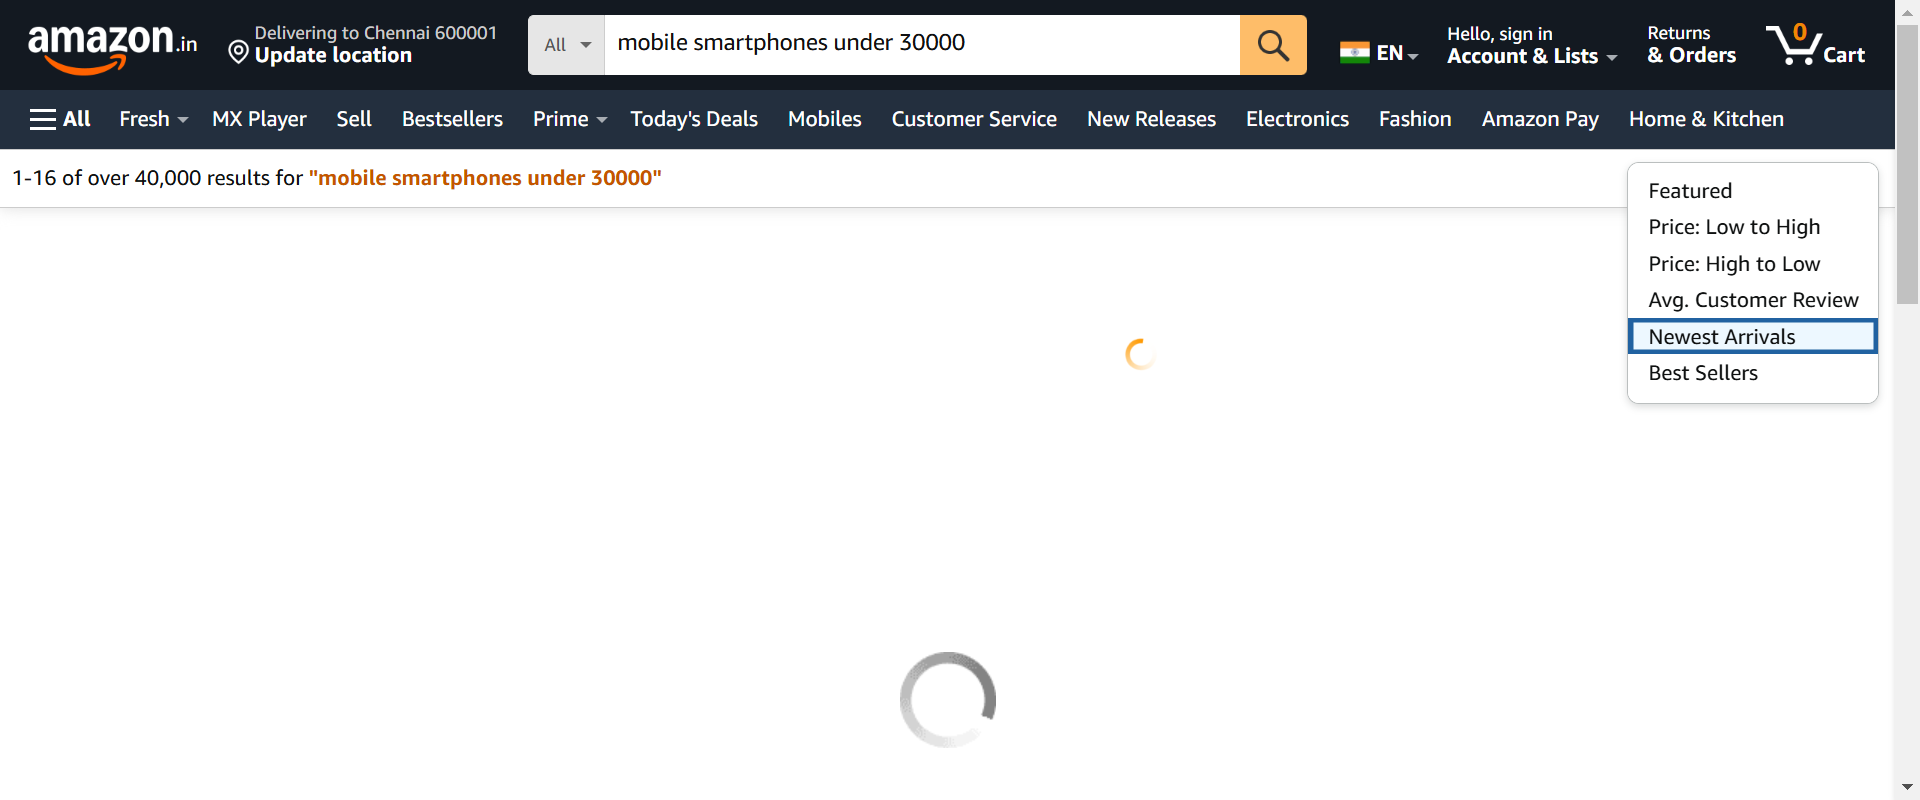 amazon.in
Delivering to Chennai 600001
Update location
All
mobile smartphones under 30000
EN
Hello, sign in
Account & Lists
Returns
& Orders
0
Cart
All
Fresh
MX Player
Sell
Bestsellers
Prime
Today's Deals
Mobiles
Customer Service
New Releases
Electronics
Fashion
Amazon Pay
Home & Kitchen
1-16 of over 40,000 results for "mobile smartphones under 30000"
Featured
Price: Low to High
Price: High to Low
Avg. Customer Review
Newest Arrivals
Best Sellers